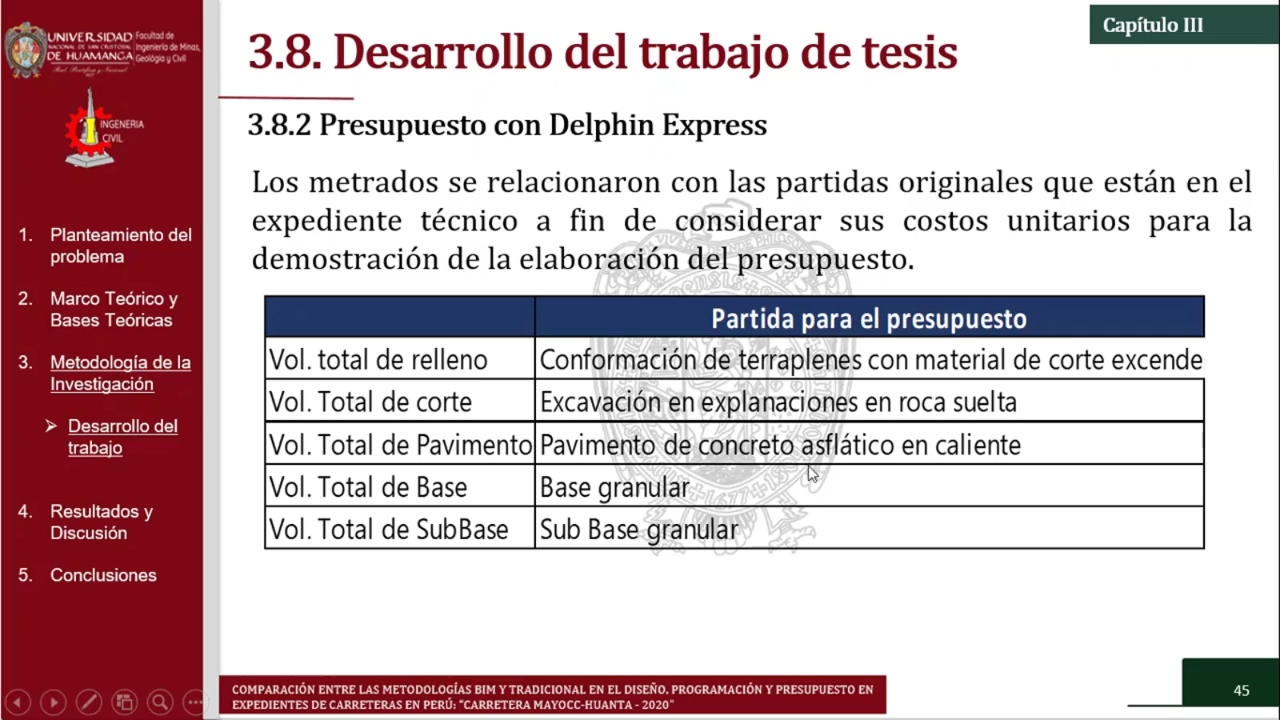 UNIVERSIDAD
NACIONAL DE SAN CRISTOBAL
DE HUAMANGA
Facultad de
Ingeniería de Minas,
Geológía y Civil
INGENERIA
CIVIL
1. Planteamiento del
problema
2. Marco Teórico y
Bases Teóricas
3. Metodología de la
Investigación
➢ Desarrollo del
trabajo
4. Resultados y
Discusión
5. Conclusiones
Capítulo III
3.8. Desarrollo del trabajo de tesis
3.8.2 Presupuesto con Delphin Express
Los metrados se relacionaron con las partidas originales que están en el
expediente técnico a fin de considerar sus costos unitarios para la
demostración de la elaboración del presupuesto.
Partida para el presupuesto
Vol. total de relleno Conformación de terraplenes con material de corte excende
Vol. Total de corte Excavación en explanaciones en roca suelta
Vol. Total de Pavimento Pavimento de concreto asflático en caliente
Vol. Total de Base Base granular
Vol. Total de SubBase Sub Base granular
COMPARACIÓN ENTRE LAS METODOLOGÍAS BIM Y TRADICIONAL EN EL DISEÑO, PROGRAMACIÓN Y PRESUPUESTO EN
EXPEDIENTES DE CARRETERAS EN PERÚ: "CARRETERA MAYOCC-HUANTA - 2020"
45